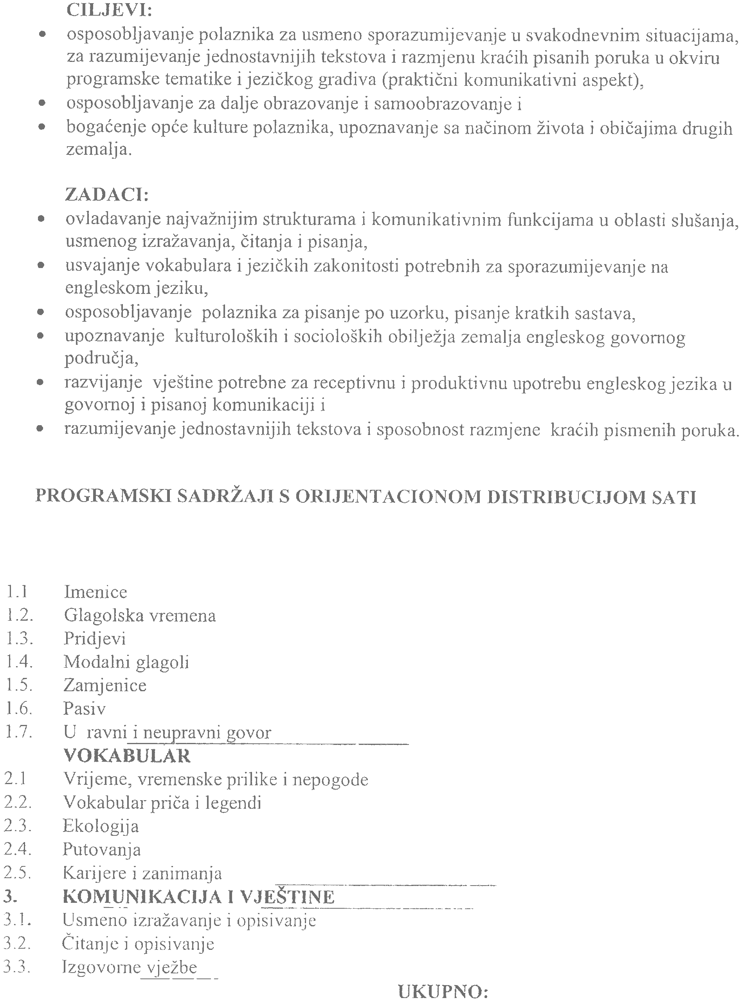 CILJEVI:
• osposobljavanje polaznika za usmeno sporazumijevanje u svakodnevnim situacijama,
za razumijevanje jednostavnijih tekstova i razmjenu kraćih pisanih poruka u okviru
programske tematike i jezičkog gradiva (praktični komunikativni aspekt),
• osposobljavanje za dalje obrazovanje i samoobrazovanje i
• bogaćenje opće kulture polaznika, upoznavanje sa načinom života i običajima drugih
zemalja.
ZADACI:
• ovladavanje najvažnijim strukturama i komunikativnim funkcijama u oblasti slušanja,
usmenog izražavanja, čitanja i pisanja,
• usvajanje vokabulara i jezičkih zakonitosti potrebnih za sporazumijevanje na
engleskom jeziku,
• osposobljavanje polaznika za pisanje po uzorku, pisanje kratkih sastava,
• upoznavanje kulturoloških i socioloških obilježja zemalja engleskog govornog
područja,
• razvijanje vještine potrebne za receptivnu i produktivnu upotrebu engleskog jezika u
govornoj i pisanoj komunikaciji i
• razumijevanje jednostavnijih tekstova i sposobnost razmjene kraćih pismenih poruka.
PROGRAMSKI SADRŽAJI S ORIJENTACIONOM DISTRIBUCIJOM SATI
1.1 Imenice
1.2. Glagolska vremena
1.3. Pridjevi
1.4. Modalni glagoli
1.5. Zamjenice
1.6. Pasiv
1.7. U ravni i neupravni govor
VOKABULAR
2.1 Vrijeme, vremenske prilike i nepogode
2.2. Vokabular priča i legendi
2.3. Ekologija
2.4. Putovanja
2.5. Karijere i zanimanja
3. KOMUNIKACIJA I VJEŠTINE
3.1. Usmeno izražavanje i opisivanje
3.2. Čitanje i opisivanje
3.3. Izgovorne vježbe
UKUPNO: